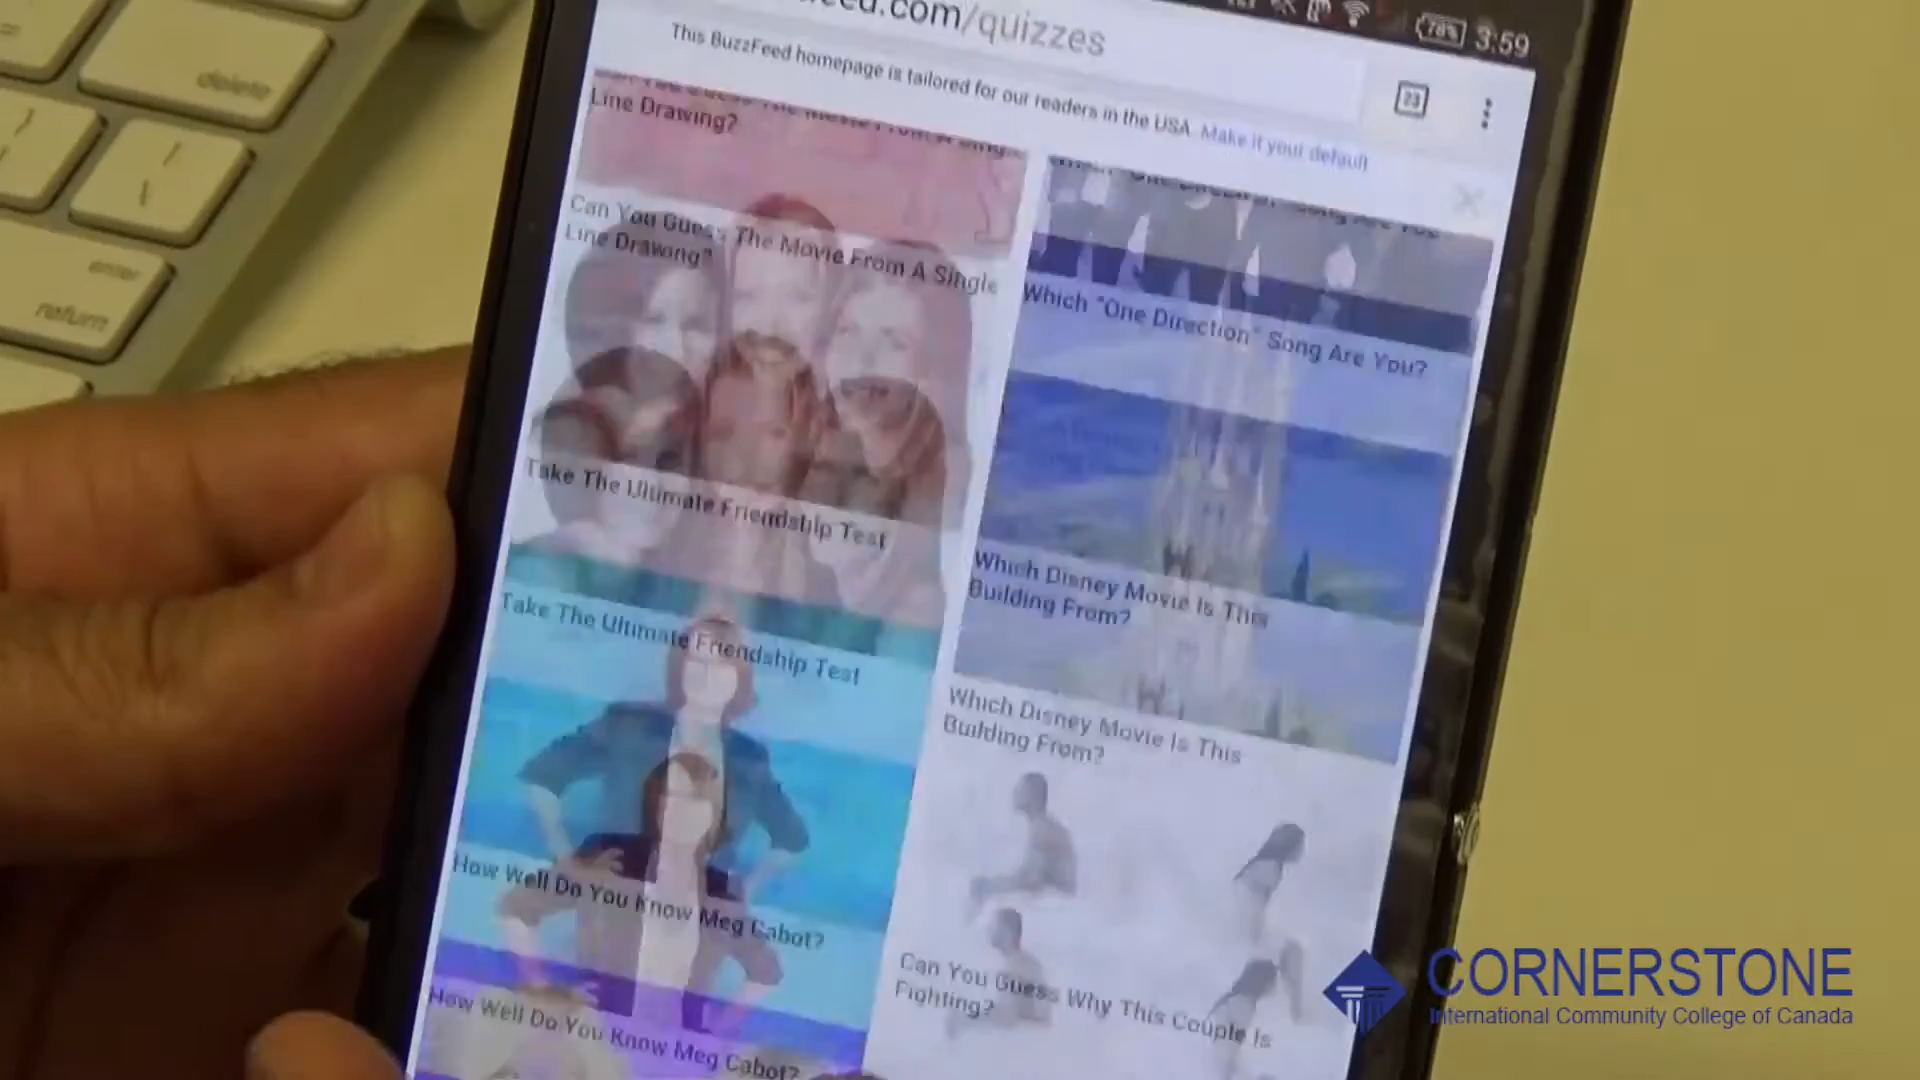 delete
enter
return
eed.com/quizzes
78%
3:59
23
This BuzzFeed homepage is tailored for our readers in the USA. Make it your default
Line Drawing?
Can You Guess The Movie From A Single
Line Drawing?
Take The Ultimate Friendship Test
Take The Ultimate Friendship Test
How Well Do You Know Meg Cabot?
How Well Do You Know Meg Cabot?
Which "One Direction" Song Are You?
Which Disney Movie Is This
Building From?
Which Disney Movie Is This
Building From?
Can You Guess Why This Couple Is
Fighting?
CORNERSTONE
International Community College of Canada